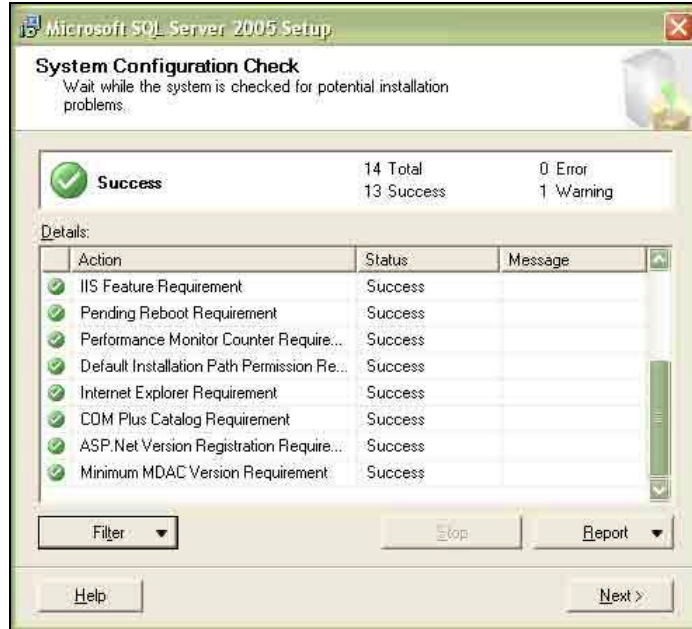 Microsoft SQL Server 2005 Setup
System Configuration Check
Wait while the system is checked for potential installation
problems.
Success
14 Total
0 Error
13 Success
1 Warning
Details:
Action Status Message
IIS Feature Requirement Success
Pending Reboot Requirement Success
Performance Monitor Counter Require... Success
Default Installation Path Permission Re... Success
Internet Explorer Requirement Success
COM Plus Catalog Requirement Success
ASP.Net Version Registration Require... Success
Minimum MDAC Version Requirement Success
Filter Stop Report
Help Next >